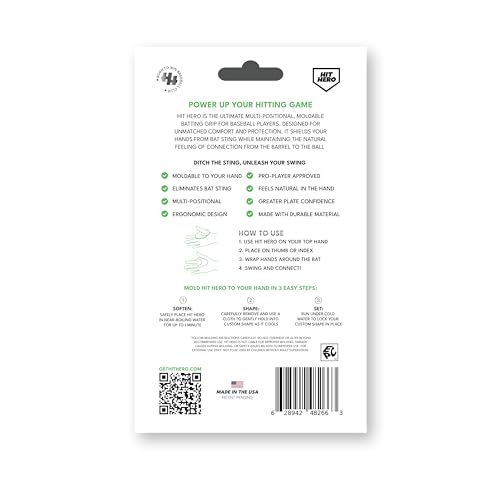 HIT
HERO
POWER UP YOUR HITTING GAME
HIT HERO IS THE ULTIMATE MULTI-POSITIONAL, MOLDABLE
BATTING GRIP FOR BASEBALL PLAYERS. DESIGNED FOR
UNMATCHED COMFORT AND PROTECTION, IT SHIELDS YOUR
HANDS FROM BAT STING WHILE MAINTAINING THE NATURAL
FEELING OF CONNECTION FROM THE BARREL TO THE BALL
DITCH THE STING, UNLEASH YOUR SWING
MOLDABLE TO YOUR HAND
PRO-PLAYER APPROVED
ELIMINATES BAT STING
FEELS NATURAL IN THE HAND
MULTI-POSITIONAL
GREATER PLATE CONFIDENCE
ERGONOMIC DESIGN
MADE WITH DURABLE MATERIAL
HOW TO USE
1. USE HIT HERO ON YOUR TOP HAND
2. PLACE ON THUMB OR INDEX
3. WRAP HANDS AROUND THE BAT
4. SWING AND CONNECT!
MOLD HIT HERO TO YOUR HAND IN 3 EASY STEPS:
1
SOFTEN:
SAFELY PLACE HIT HERO
IN NEAR-BOILING WATER
FOR UP TO 1 MINUTE
2
SHAPE:
CAREFULLY REMOVE AND USE A
CLOTH TO GENTLY HOLD INTO
CUSTOM SHAPE AS IT COOLS
3
SET:
RUN UNDER COLD
WATER TO LOCK YOUR
CUSTOM SHAPE IN PLACE
GETHITHERO.COM
MADE IN THE USA
PATENT PENDING.
6 28942 48266 3